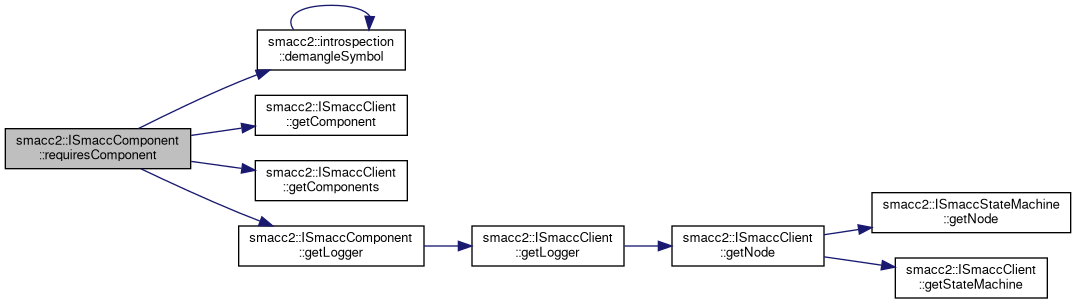 smacc2::ISmaccComponent
::requiresComponent
smacc2::introspection
::demangleSymbol
smacc2::ISmaccClient
::getComponent
smacc2::ISmaccClient
::getComponents
smacc2::ISmaccComponent
::getLogger
smacc2::ISmaccClient
::getLogger
smacc2::ISmaccClient
::getNode
smacc2::ISmaccStateMachine
::getNode
smacc2::ISmaccClient
::getStateMachine